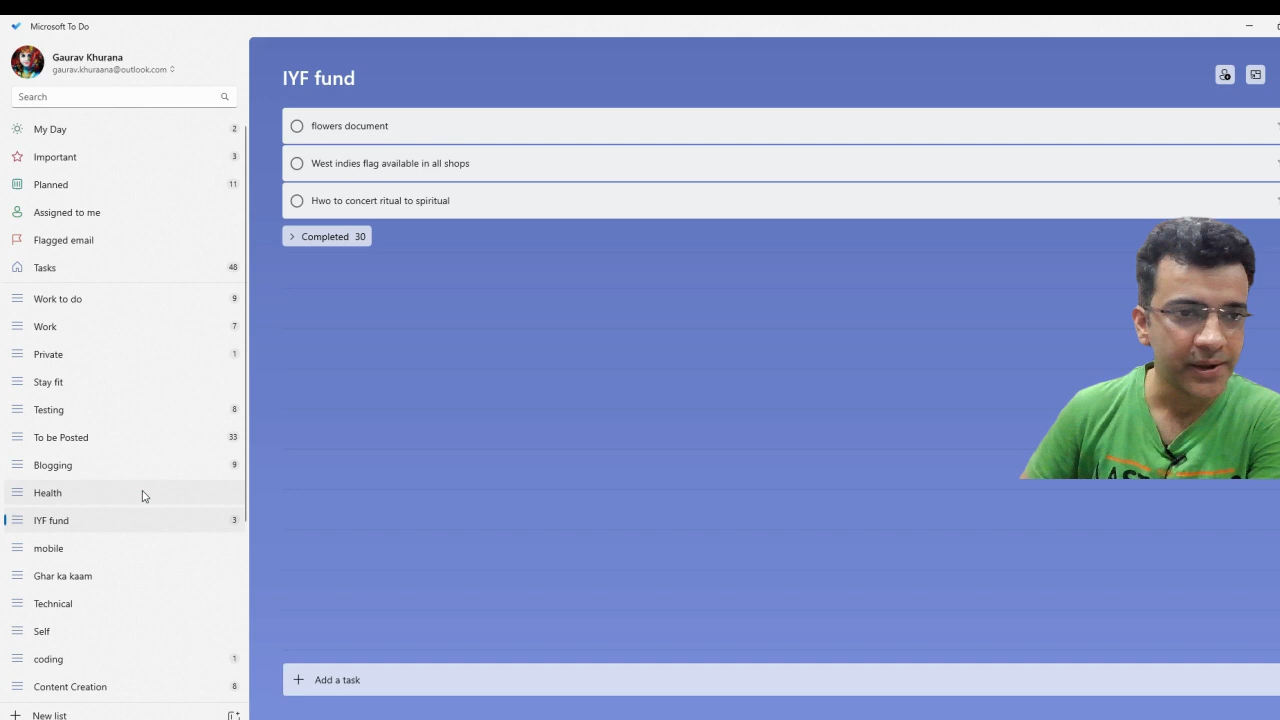 Microsoft To Do
Gaurav Khurana
gaurav.khuraana@outlook.com
Search
My Day 2
Important 3
Planned 11
Assigned to me
Flagged email
Tasks 48
Work to do 9
Work 7
Private 1
Stay fit
Testing 8
To be Posted 33
Blogging 9
Health
IYF fund 3
mobile
Ghar ka kaam
Technical
Self
coding 1
Content Creation 8
New list
IYF fund
flowers document
West indies flag available in all shops
Hwo to concert ritual to spiritual
Completed 30
Add a task